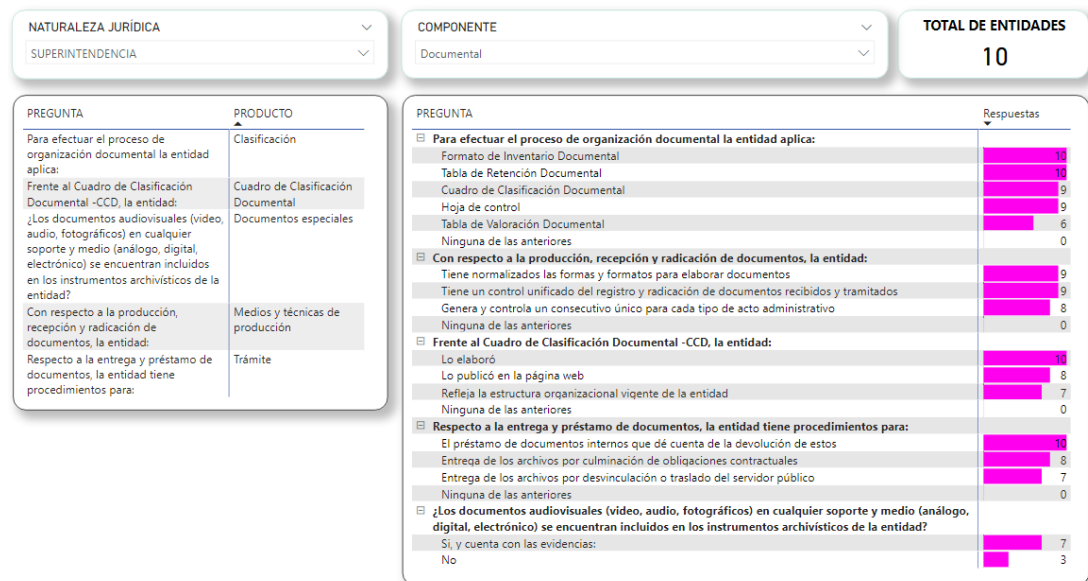 NATURALEZA JURÍDICA
SUPERINTENDENCIA
COMPONENTE
Documental
TOTAL DE ENTIDADES
10
PREGUNTA PRODUCTO
Para efectuar el proceso de Clasificación
organización documental la entidad
aplica:
Frente al Cuadro de Clasificación Cuadro de Clasificación
Documental -CCD, la entidad: Documental
¿Los documentos audiovisuales (video, Documentos especiales
audio, fotográficos) en cualquier
soporte y medio (análogo, digital,
electrónico) se encuentran incluidos
en los instrumentos archivísticos de la
entidad?
Con respecto a la producción, Medios y técnicas de
recepción y radicación de producción
documentos, la entidad:
Respecto a la entrega y préstamo de Trámite
documentos, la entidad tiene
procedimientos para:
PREGUNTA Respuestas
Para efectuar el proceso de organización documental la entidad aplica:
Formato de Inventario Documental 10
Tabla de Retención Documental 10
Cuadro de Clasificación Documental 9
Hoja de control 9
Tabla de Valoración Documental 6
Ninguna de las anteriores 0
Con respecto a la producción, recepción y radicación de documentos, la entidad:
Tiene normalizados las formas y formatos para elaborar documentos 9
Tiene un control unificado del registro y radicación de documentos recibidos y tramitados 9
Genera y controla un consecutivo único para cada tipo de acto administrativo 8
Ninguna de las anteriores 0
Frente al Cuadro de Clasificación Documental -CCD, la entidad:
Lo elaboró 10
Lo publicó en la página web 8
Refleja la estructura organizacional vigente de la entidad 7
Ninguna de las anteriores 0
Respecto a la entrega y préstamo de documentos, la entidad tiene procedimientos para:
El préstamo de documentos internos que dé cuenta de la devolución de estos 10
Entrega de los archivos por culminación de obligaciones contractuales 8
Entrega de los archivos por desvinculación o traslado del servidor público 7
Ninguna de las anteriores 0
¿Los documentos audiovisuales (video, audio, fotográficos) en cualquier soporte y medio (análogo,
digital, electrónico) se encuentran incluidos en los instrumentos archivísticos de la entidad?
Si, y cuenta con las evidencias: 7
No 3